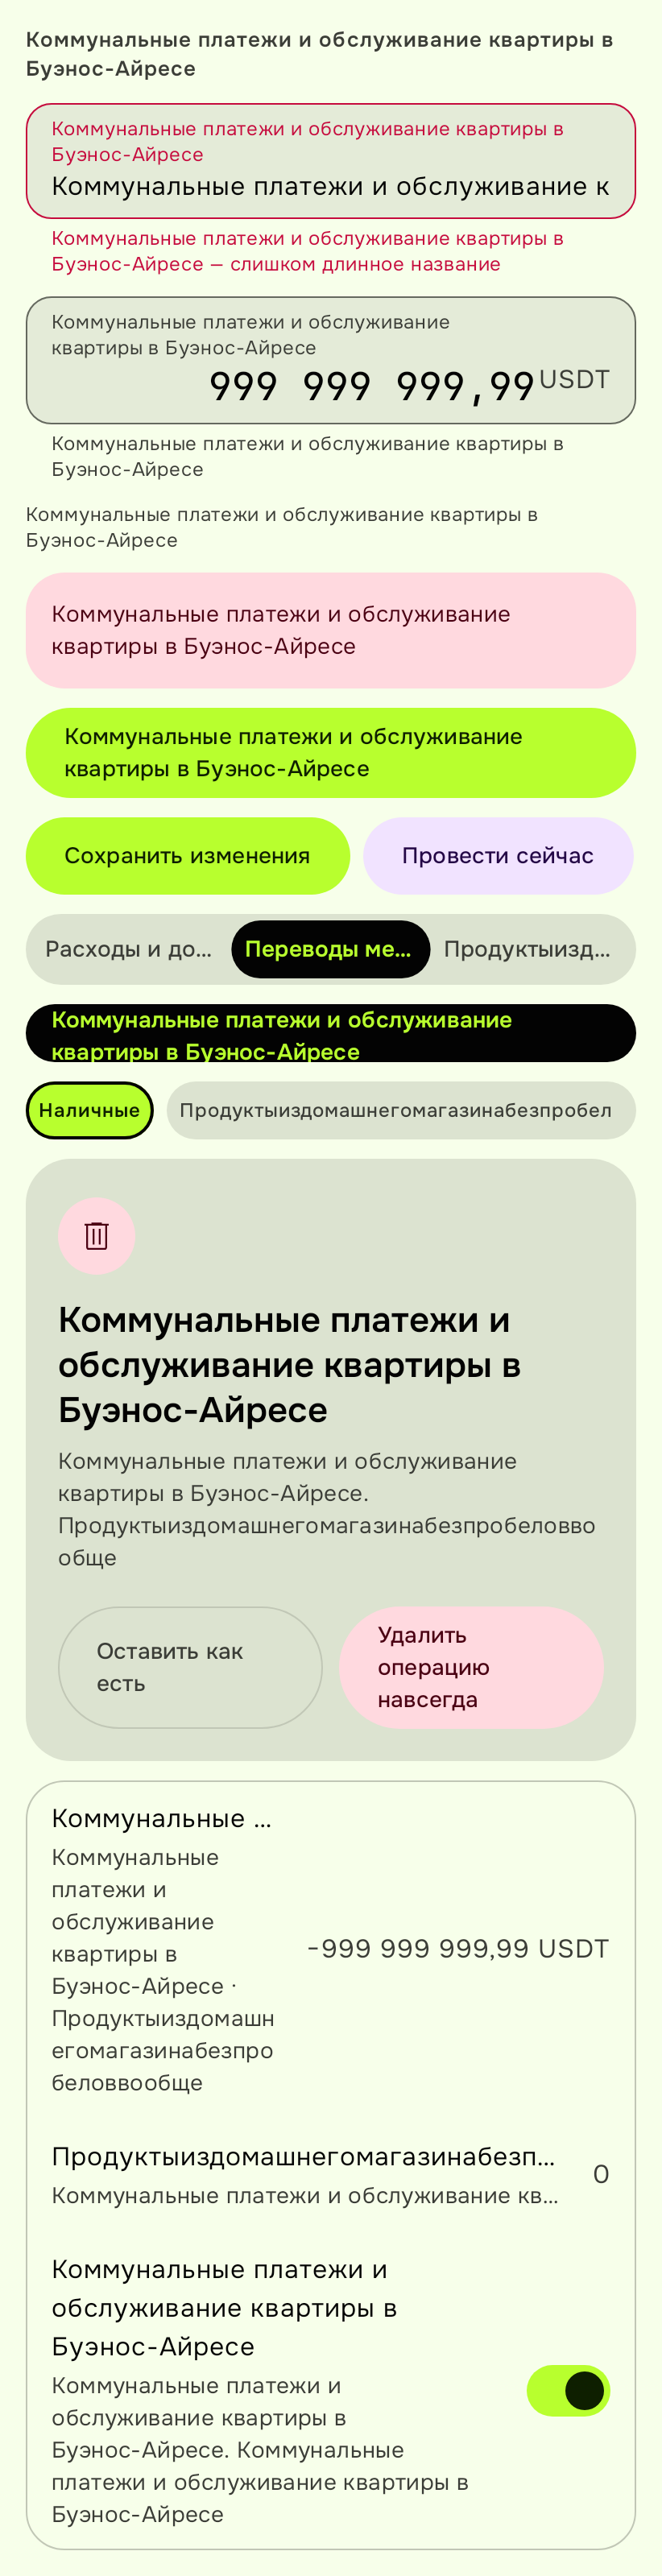 Коммунальные платежи и обслуживание квартиры в
Буэнос-Айресе
Коммунальные платежи и обслуживание квартиры в
Буэнос-Айресе
Коммунальные платежи и обслуживание к
Коммунальные платежи и обслуживание квартиры в
Буэнос-Айресе — слишком длинное название
Коммунальные платежи и обслуживание
квартиры в Буэнос-Айресе
999 999 999,99 USDT
Коммунальные платежи и обслуживание квартиры в
Буэнос-Айресе
Коммунальные платежи и обслуживание квартиры в
Буэнос-Айресе
Коммунальные платежи и обслуживание
квартиры в Буэнос-Айресе
Коммунальные платежи и обслуживание
квартиры в Буэнос-Айресе
Сохранить изменения
Провести сейчас
Расходы и до...
Переводы ме...
Продуктыизд...
Коммунальные платежи и обслуживание
квартиры в Буэнос-Айресе
Наличные
Продуктыиздомашнегомагазинабезпробел
Коммунальные платежи и
обслуживание квартиры в
Буэнос-Айресе
Коммунальные платежи и обслуживание
квартиры в Буэнос-Айресе.
Продуктыиздомашнегомагазинабезпробеловво
обще
Оставить как
есть
Удалить
операцию
навсегда
Коммунальные ...
Коммунальные
платежи и
обслуживание
квартиры в
Буэнос-Айресе ·
Продуктыиздомашн
егомагазинабезпро
беловвообще
-999 999 999,99 USDT
Продуктыиздомашнегомагазинабезп...
Коммунальные платежи и обслуживание кв...
0
Коммунальные платежи и
обслуживание квартиры в
Буэнос-Айресе
Коммунальные платежи и
обслуживание квартиры в
Буэнос-Айресе. Коммунальные
платежи и обслуживание квартиры в
Буэнос-Айресе